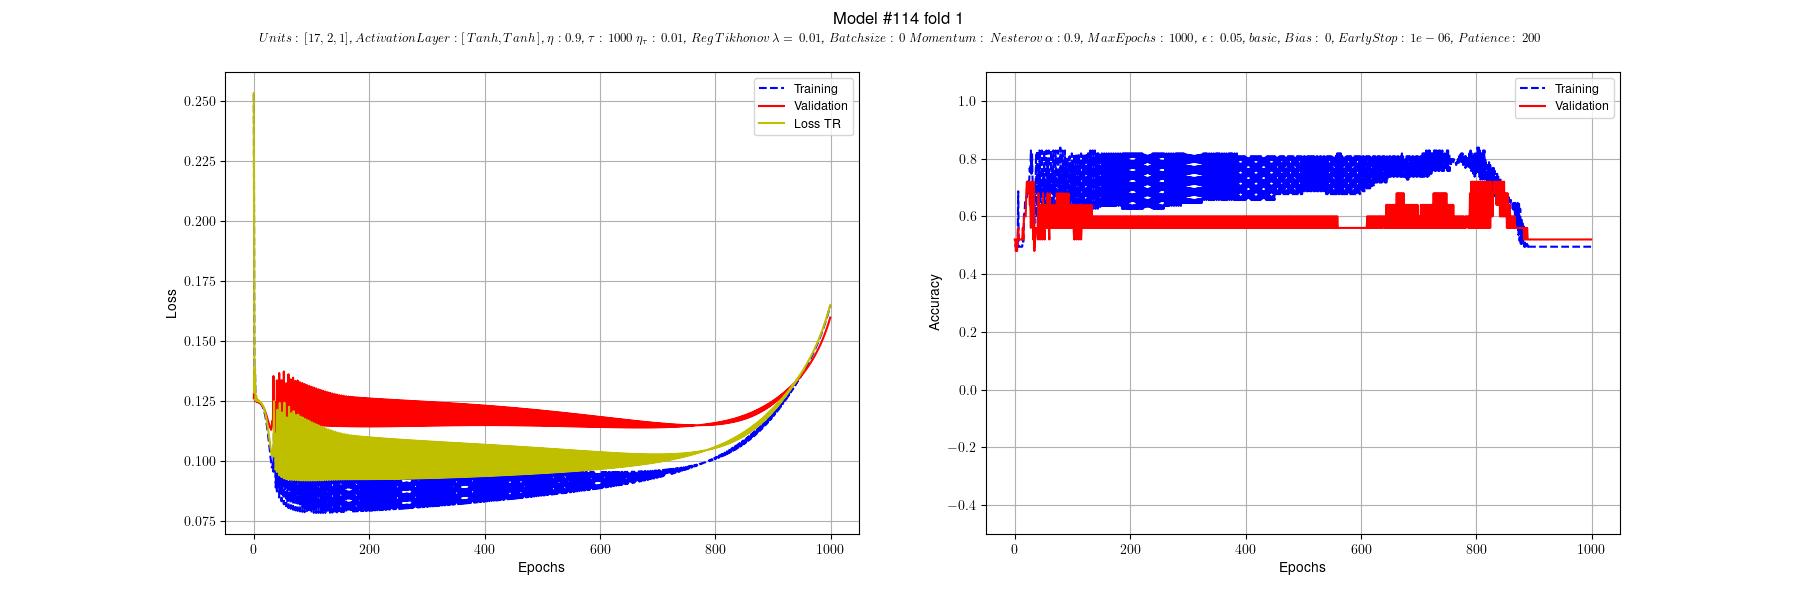 Model #114 fold 1
Units : [17, 2, 1], ActivationLayer : [Tanh, Tanh], η : 0.9, τ : 1000 ητ : 0.01, RegTikhonov λ = 0.01, Batchsize : 0 Momentum : Nesterov α : 0.9, MaxEpochs : 1000, ϵ : 0.05, basic, Bias : 0, EarlyStop : 1e − 06, Patience : 200
Training
Validation
Loss TR
0.250
0.225
0.200
0.175
0.150
0.125
0.100
0.075
Loss
0
200
400
600
800
1000
Epochs
Training
Validation
1.0
0.8
0.6
0.4
0.2
0.0
−0.2
−0.4
Accuracy
0
200
400
600
800
1000
Epochs